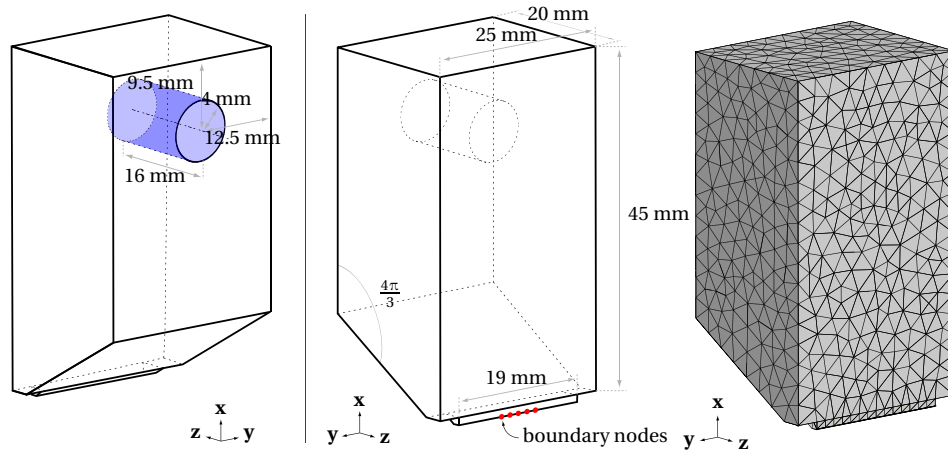 9.5 mm
4 mm
12.5 mm
16 mm
z
x
y
20 mm
25 mm
45 mm
4π/3
19 mm
boundary nodes
y
x
z
y
x
z